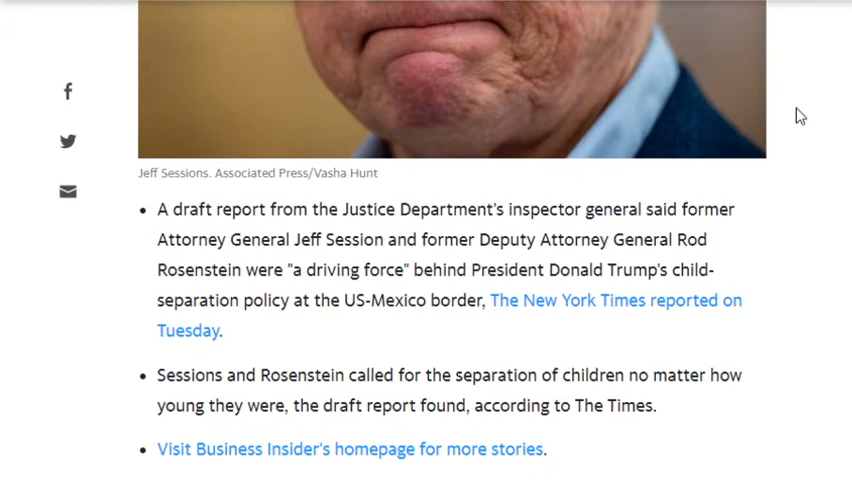 Jeff Sessions. Associated Press/Vasha Hunt
• A draft report from the Justice Department's inspector general said former
Attorney General Jeff Session and former Deputy Attorney General Rod
Rosenstein were "a driving force" behind President Donald Trump's child-
separation policy at the US-Mexico border, The New York Times reported on
Tuesday.
• Sessions and Rosenstein called for the separation of children no matter how
young they were, the draft report found, according to The Times.
• Visit Business Insider's homepage for more stories.